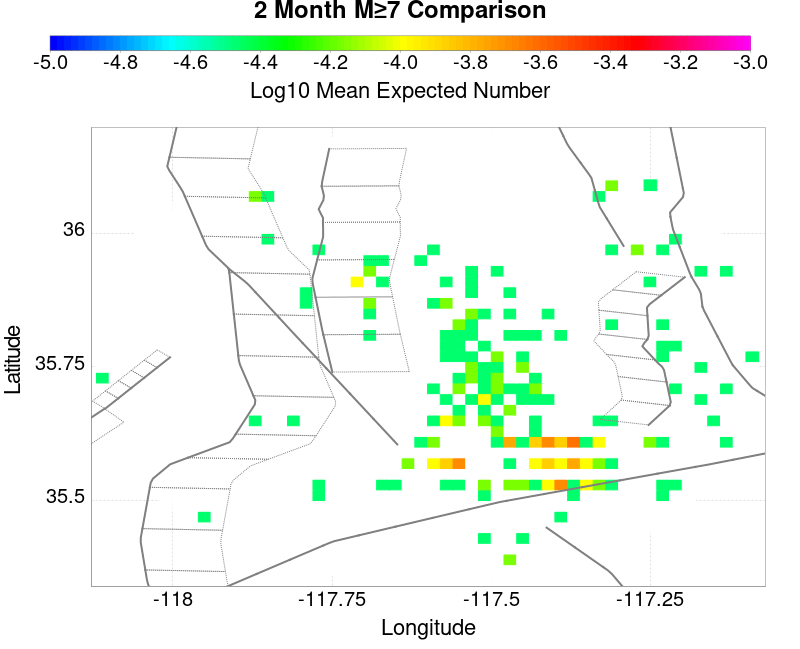 2 Month M≥7 Comparison
-5.0 -4.8 -4.6 -4.4 -4.2 -4.0 -3.8 -3.6 -3.4 -3.2 -3.0
Log10 Mean Expected Number
36
35.75
35.5
Latitude
-118 -117.75 -117.5 -117.25
Longitude